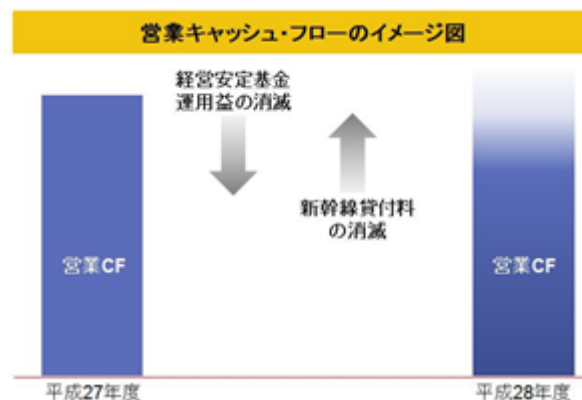 営業キャッシュ・フローのイメージ図
経営安定基金
運用益の消滅
新幹線貸付料
の消滅
営業CF
営業CF
平成27年度
平成28年度